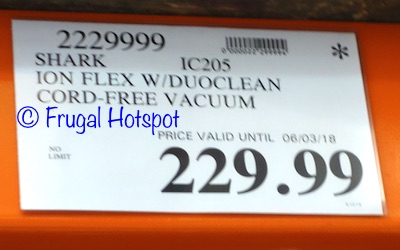 2229999
SHARK IC205
ION FLEX W/DUOCLEAN
CORD-FREE VACUUM
© Frugal Hotspot
PRICE VALID UNTIL 06/03/18
NO
LIMIT
229.99